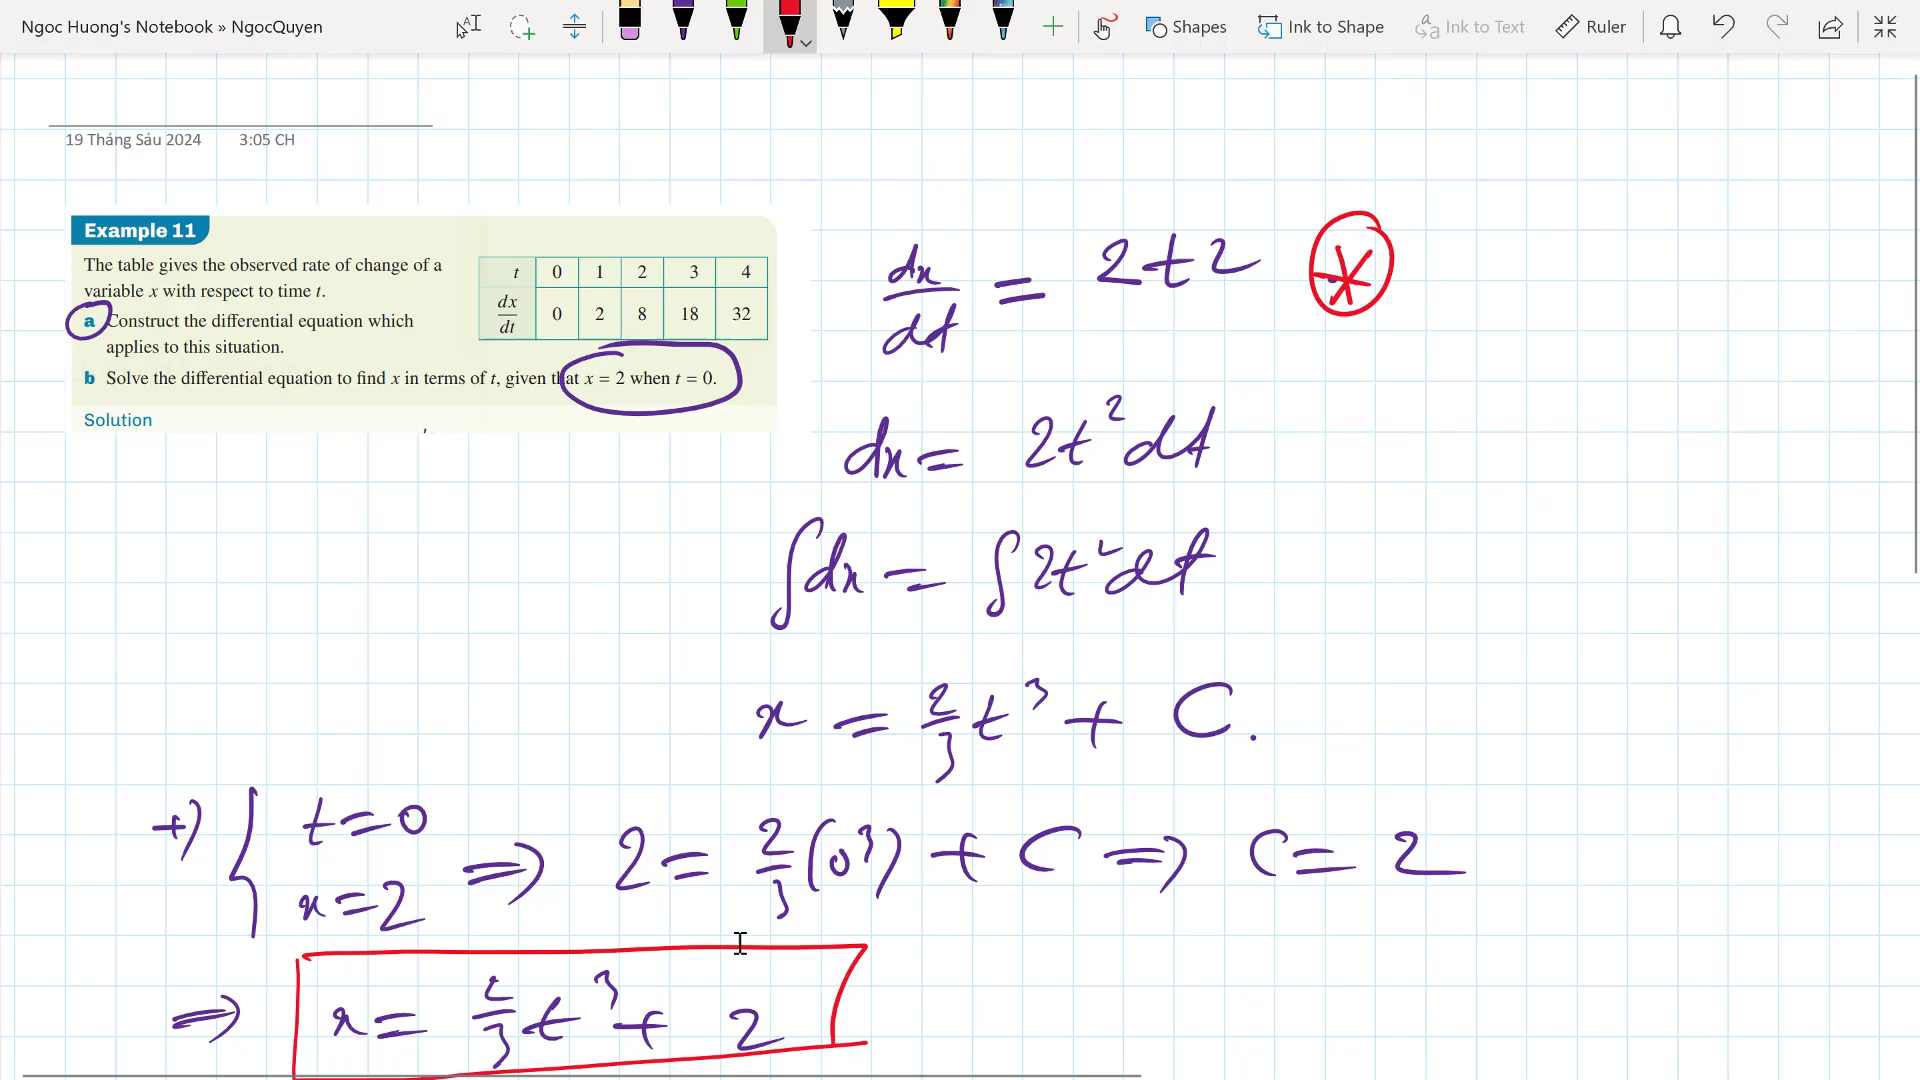 Ngoc Huong's Notebook » NgocQuyen
Shapes
Ink to Shape
Ink to Text
Ruler
19 Tháng Sáu 2024 3:05 CH
Example 11
The table gives the observed rate of change of a
variable x with respect to time t.
a Construct the differential equation which
applies to this situation.
t 0 1 2 3 4
dx/dt 0 2 8 18 32
b Solve the differential equation to find x in terms of t, given that x = 2 when t = 0.
Solution
dx/dt = 2t2 *
dx = 2t² dt
∫dx = ∫2t² dt
x = 2/3 t³ + C.
+) { t = 0
x = 2 ⇒ 2 = 2/3 (0³) + C ⇒ C = 2
⇒ x = 2/3 t³ + 2